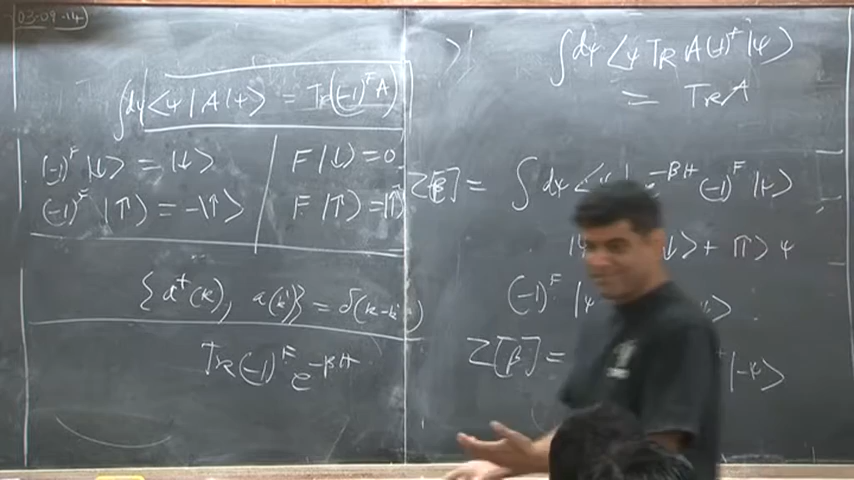 03-09-14
∫dψ <ψ|A|ψ> = Tr(-1)^F A)
(-1)^F |↓> = |↓>
(-1)^F |↑> = -|↑>
F|↓> = 0
F|↑> = |↑>
{a^†(k), a(k')} = δ(k-k')
Tr(-1)^F e^{-βH}
∫dψ <ψ Tr A(-1)^F |ψ>
= Tr A
Z[β] = ∫dψ <ψ| e^{-βH} (-1)^F |ψ>
↓> + |↑> ψ
(-1)^F |ψ >
Z[β] = |-ψ>